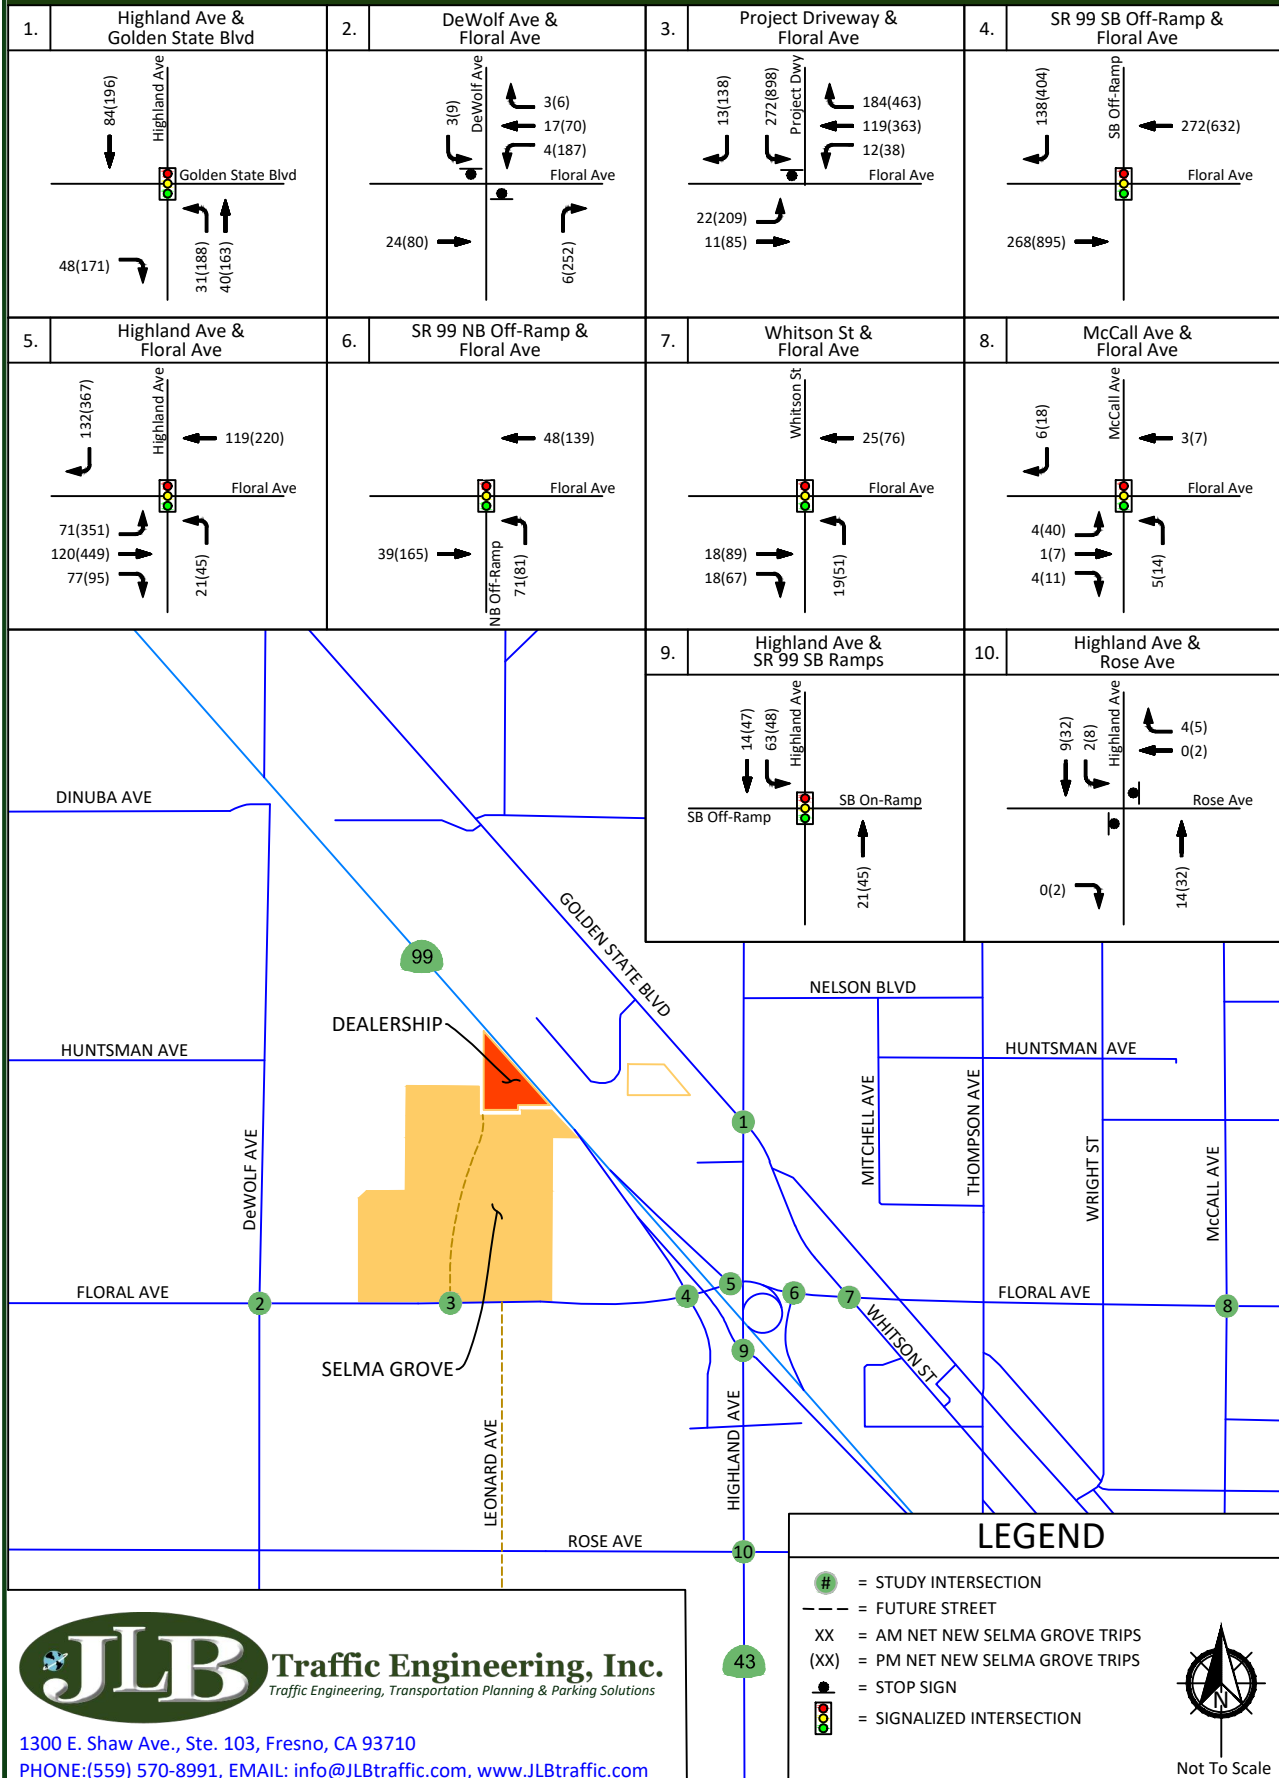 1.
Highland Ave &
Golden State Blvd
84(196)
Highland Ave
Golden State Blvd
48(171)
31(188)
40(163)
2.
DeWolf Ave &
Floral Ave
3(9)
DeWolf Ave
3(6)
17(70)
4(187)
Floral Ave
24(80)
6(252)
3.
Project Driveway &
Floral Ave
13(138)
272(898)
Project Dwy
184(463)
119(363)
12(38)
Floral Ave
22(209)
11(85)
4.
SR 99 SB Off-Ramp &
Floral Ave
138(404)
SB Off-Ramp
272(632)
Floral Ave
268(895)
5.
Highland Ave &
Floral Ave
132(367)
Highland Ave
119(220)
Floral Ave
71(351)
120(449)
77(95)
21(45)
6.
SR 99 NB Off-Ramp &
Floral Ave
48(139)
Floral Ave
39(165)
NB Off-Ramp
71(81)
7.
Whitson St &
Floral Ave
Whitson St
25(76)
Floral Ave
18(89)
18(67)
19(51)
8.
McCall Ave &
Floral Ave
6(18)
McCall Ave
3(7)
Floral Ave
4(40)
1(7)
4(11)
5(14)
9.
Highland Ave &
SR 99 SB Ramps
14(47)
63(48)
Highland Ave
SB On-Ramp
SB Off-Ramp
21(45)
10.
Highland Ave &
Rose Ave
9(32)
2(8)
Highland Ave
4(5)
0(2)
Rose Ave
0(2)
14(32)
DINUBA AVE
GOLDEN STATE BLVD
99
NELSON BLVD
DEALERSHIP
HUNTSMAN AVE
HUNTSMAN AVE
1
MITCHELL AVE
THOMPSON AVE
WRIGHT ST
McCALL AVE
DeWOLF AVE
FLORAL AVE
2
3
4
5
6
7
FLORAL AVE
8
9
WHITSON ST
SELMA GROVE
LEONARD AVE
HIGHLAND AVE
ROSE AVE
10
43
LEGEND
# = STUDY INTERSECTION
= FUTURE STREET
XX = AM NET NEW SELMA GROVE TRIPS
(XX) = PM NET NEW SELMA GROVE TRIPS
= STOP SIGN
= SIGNALIZED INTERSECTION
N
Not To Scale
JLB Traffic Engineering, Inc.
Traffic Engineering, Transportation Planning & Parking Solutions
1300 E. Shaw Ave., Ste. 103, Fresno, CA 93710
PHONE:(559) 570-8991, EMAIL: info@JLBtraffic.com, www.JLBtraffic.com